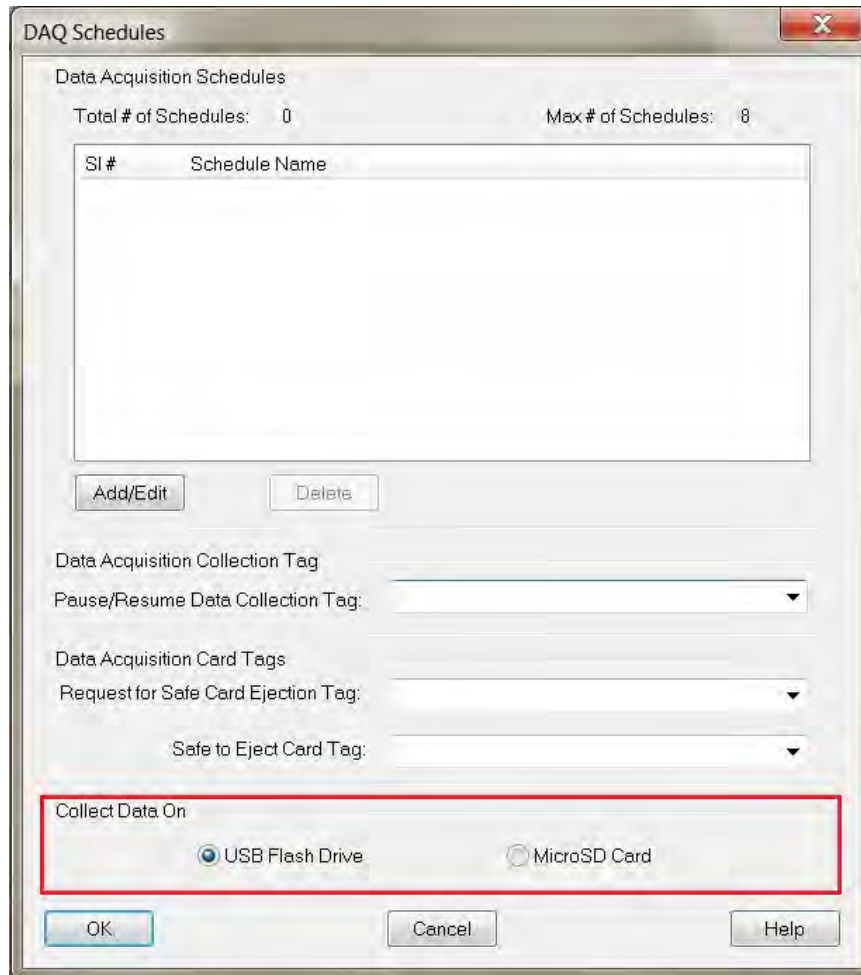 DAQ Schedules
Data Acquisition Schedules
Total # of Schedules: 0 Max # of Schedules: 8
SI # Schedule Name
Add/Edit Delete
Data Acquisition Collection Tag
Pause/Resume Data Collection Tag:
Data Acquisition Card Tags
Request for Safe Card Ejection Tag:
Safe to Eject Card Tag:
Collect Data On
USB Flash Drive MicroSD Card
OK Cancel Help